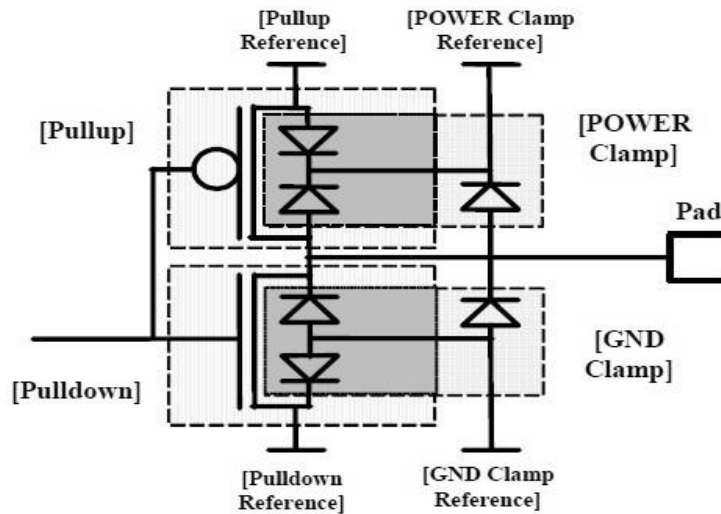 [Pullup
Reference]
[POWER Clamp
Reference]
[Pullup]
[POWER
Clamp]
Pad
[GND
Clamp]
[Pulldown]
[Pulldown
Reference]
[GND Clamp
Reference]